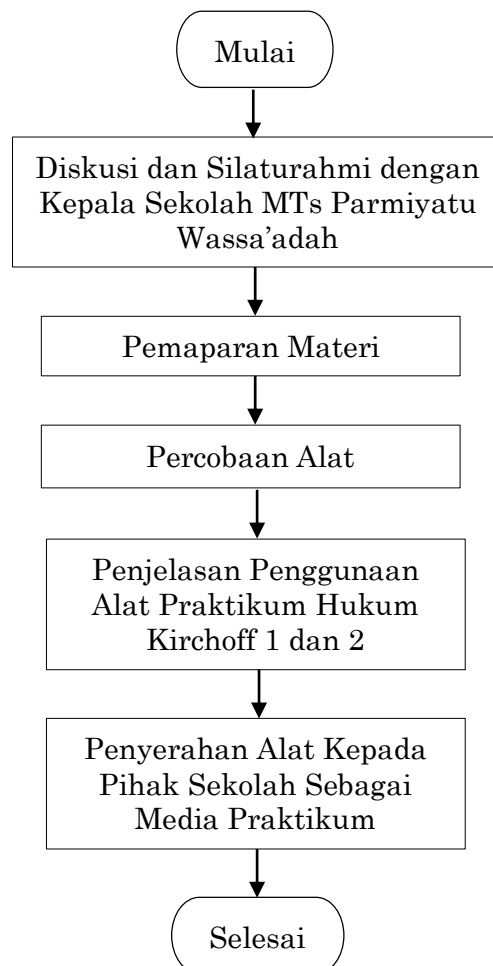 Mulai
Diskusi dan Silaturahmi dengan
Kepala Sekolah MTs Parmiyatu
Wassa’adah
Pemaparan Materi
Percobaan Alat
Penjelasan Penggunaan
Alat Praktikum Hukum
Kirchoff 1 dan 2
Penyerahan Alat Kepada
Pihak Sekolah Sebagai
Media Praktikum
Selesai